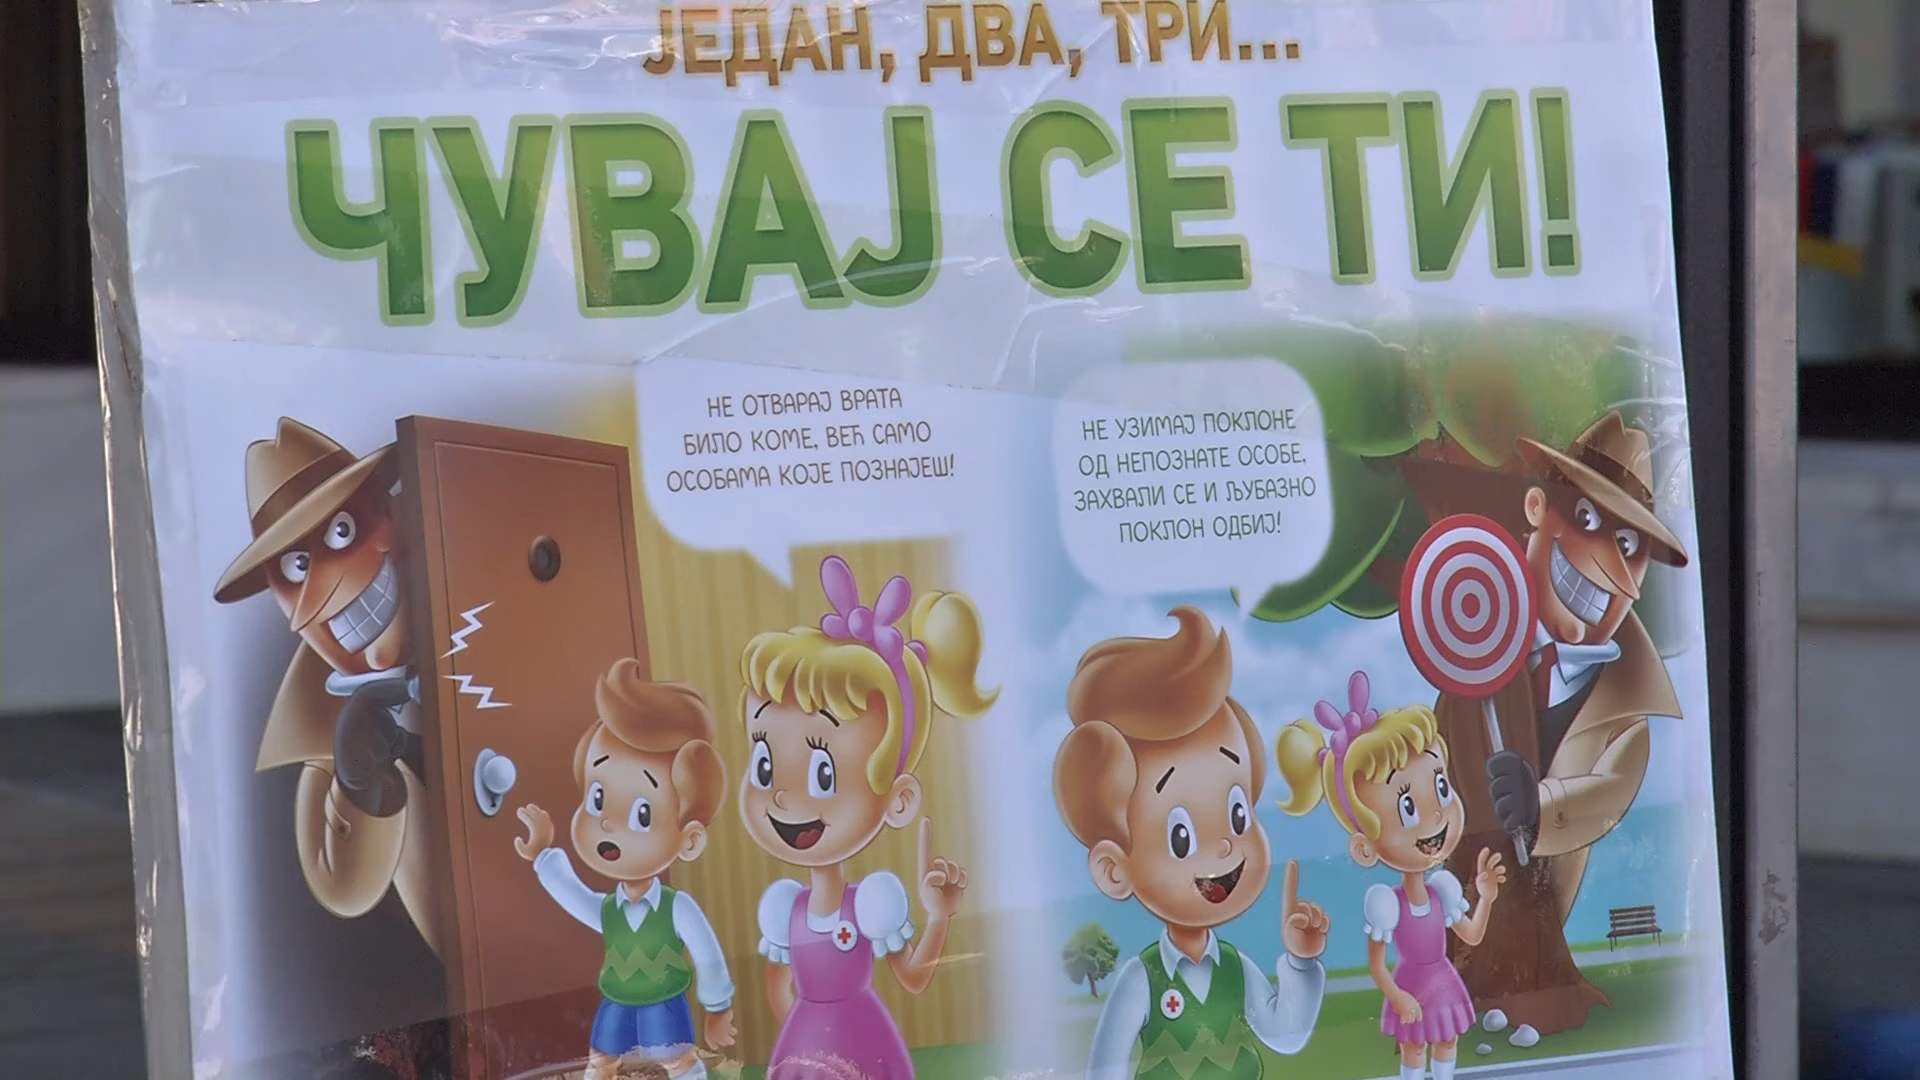 ЈЕДАН, ДВА, ТРИ...
ЧУВАЈ СЕ ТИ!
НЕ ОТВАРАЈ ВРАТА
БИЛО КОМЕ, ВЕЋ САМО
ОСОБАМА КОЈЕ ПОЗНАЈЕШ!
НЕ УЗИМАЈ ПОКЛОНЕ
ОД НЕПОЗНАТЕ ОСОБЕ,
ЗАХВАЛИ СЕ И ЉУБАЗНО
ПОКЛОН ОДБИЈ!